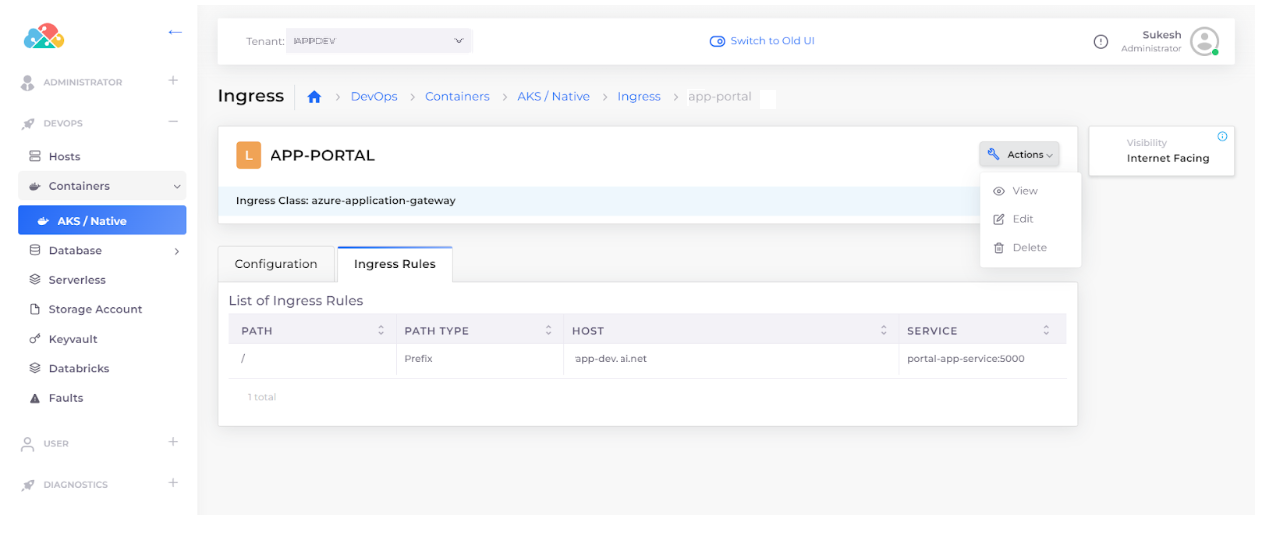 Tenant: APPDEV
Switch to Old UI
Sukesh
Administrator
ADMINISTRATOR
DEVOPS
Hosts
Containers
AKS / Native
Database
Serverless
Storage Account
Keyvault
Databricks
Faults
USER
DIAGNOSTICS
Ingress
DevOps > Containers > AKS / Native > Ingress > app-portal
L APP-PORTAL
Actions
View
Edit
Delete
Ingress Class: azure-application-gateway
Visibility
Internet Facing
Configuration Ingress Rules
List of Ingress Rules
PATH PATH TYPE HOST SERVICE
/ Prefix app-dev. al.net portal-app-service:5000
1 total